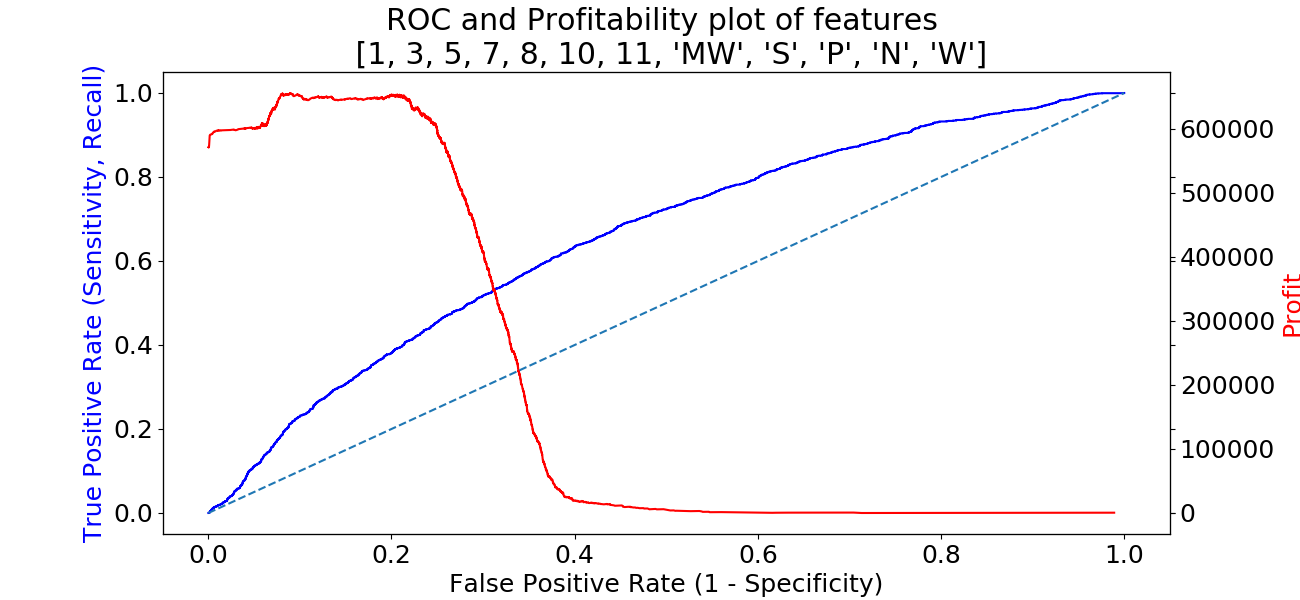 ROC and Profitability plot of features
[1, 3, 5, 7, 8, 10, 11, 'MW', 'S', 'P', 'N', 'W']
True Positive Rate (Sensitivity, Recall)
1.0
0.8
0.6
0.4
0.2
0.0
600000
500000
400000
300000
200000
100000
0
Profit
0.0 0.2 0.4 0.6 0.8 1.0
False Positive Rate (1 - Specificity)